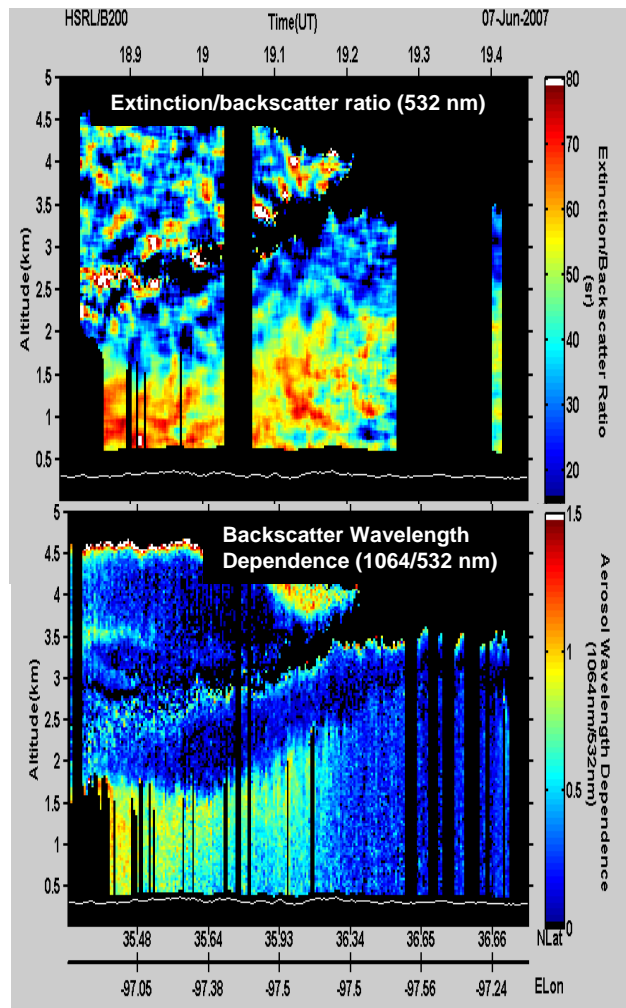 HSRL/B200 Time(UT) 07-Jun-2007
18.9 19 19.1 19.2 19.3 19.4
Extinction/backscatter ratio (532 nm)
5
4.5
4
3.5
3
2.5
2
1.5
1
0.5
Altitude(km)
80
70
60
50
40
30
20
Extinction/Backscatter Ratio
(sr)
Backscatter Wavelength
Dependence (1064/532 nm)
5
4.5
4
3.5
3
2.5
2
1.5
1
0.5
Altitude(km)
1.5
1
0.5
0
Aerosol Wavelength Dependence
(1064nm/532nm)
35.48 35.64 35.93 36.34 36.65 36.66 NLat
-97.05 -97.38 -97.5 -97.5 -97.56 -97.24 ELon